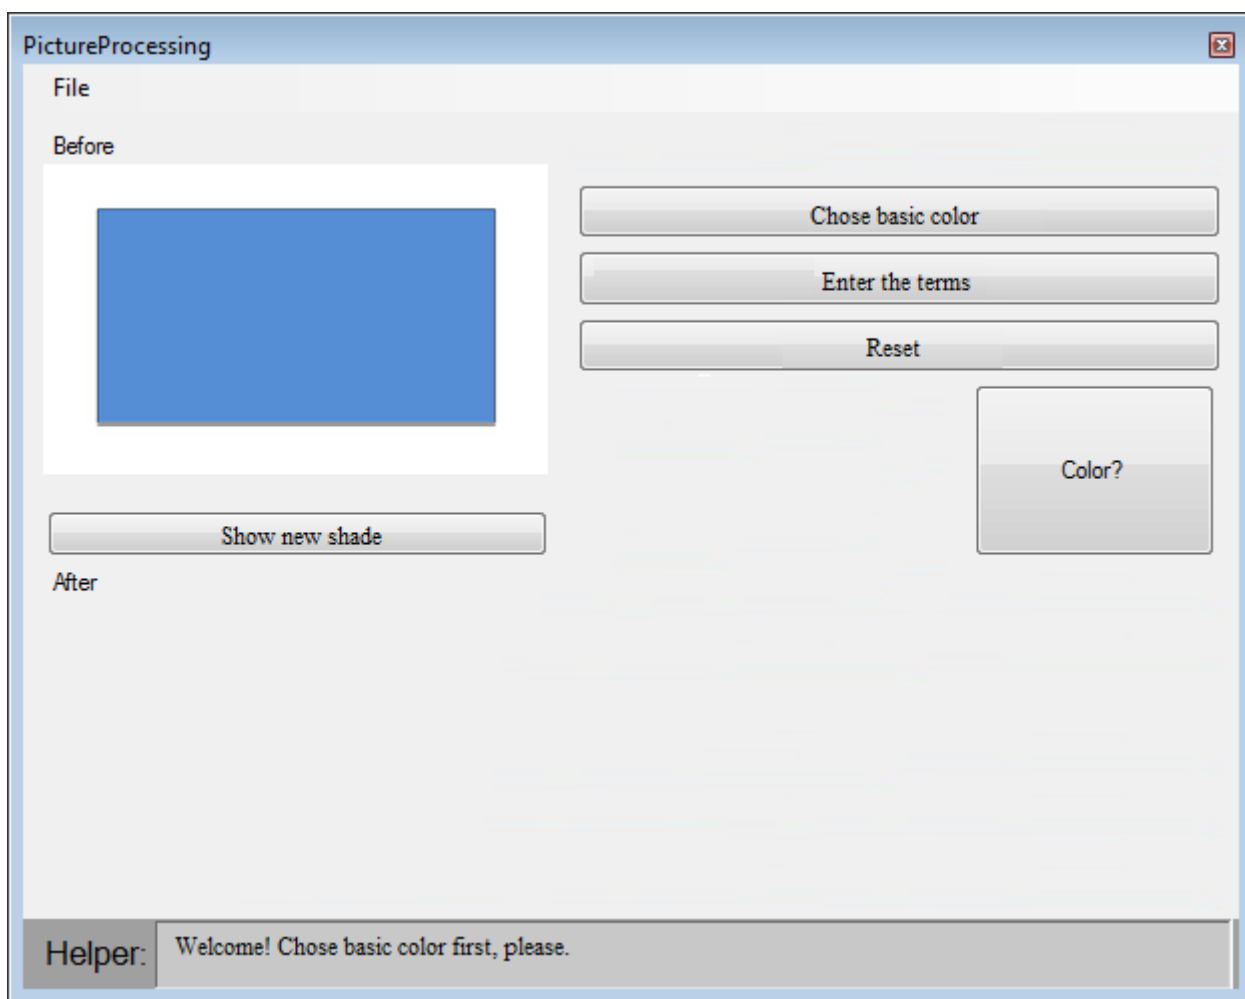 PictureProcessing
File
Before
Chose basic color
Enter the terms
Reset
Color?
Show new shade
After
Helper:
Welcome! Chose basic color first, please.